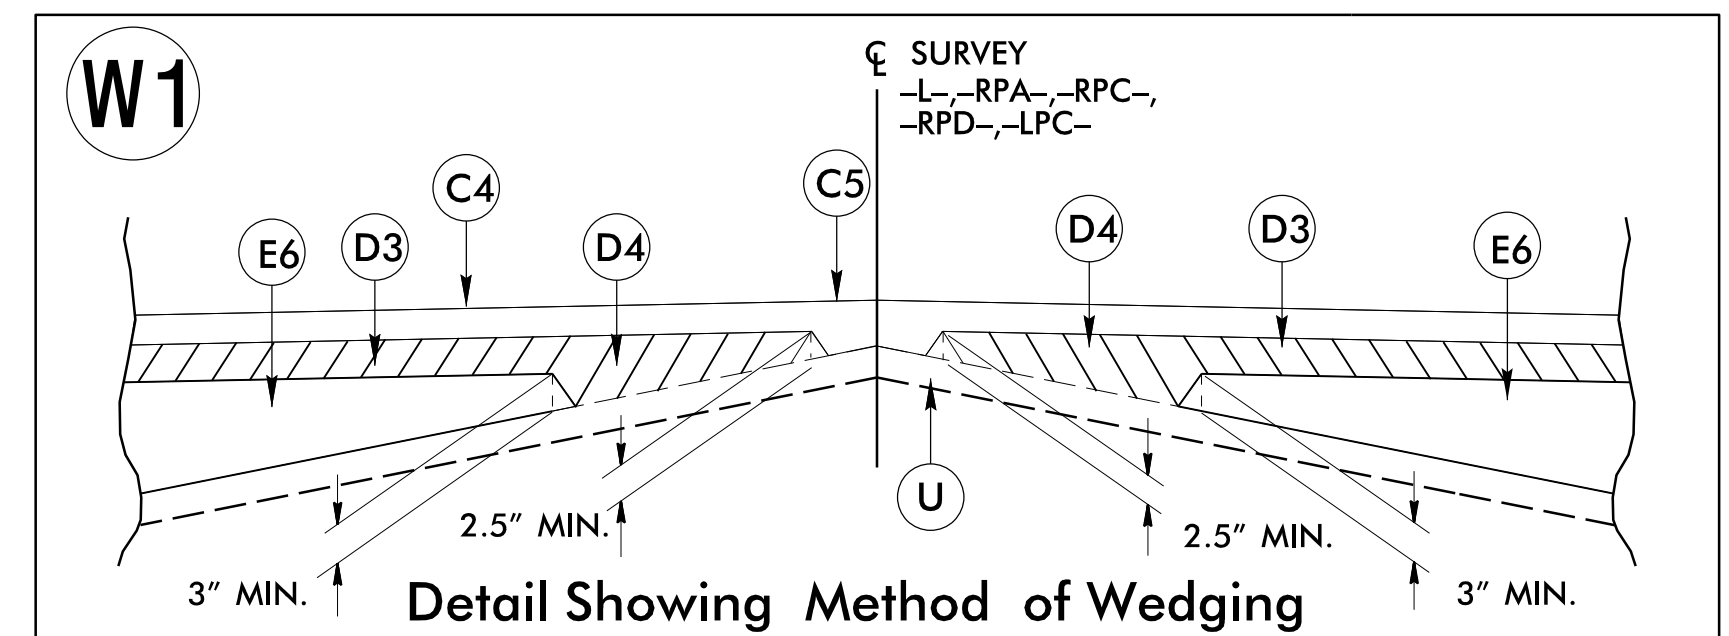 W1
℄ SURVEY
–L–,–RPA–,–RPC–,
–RPD–,–LPC–
C4
C5
E6
D3
D4
D4
D3
E6
U
2.5" MIN.
2.5" MIN.
3" MIN.
3" MIN.
Detail Showing Method of Wedging